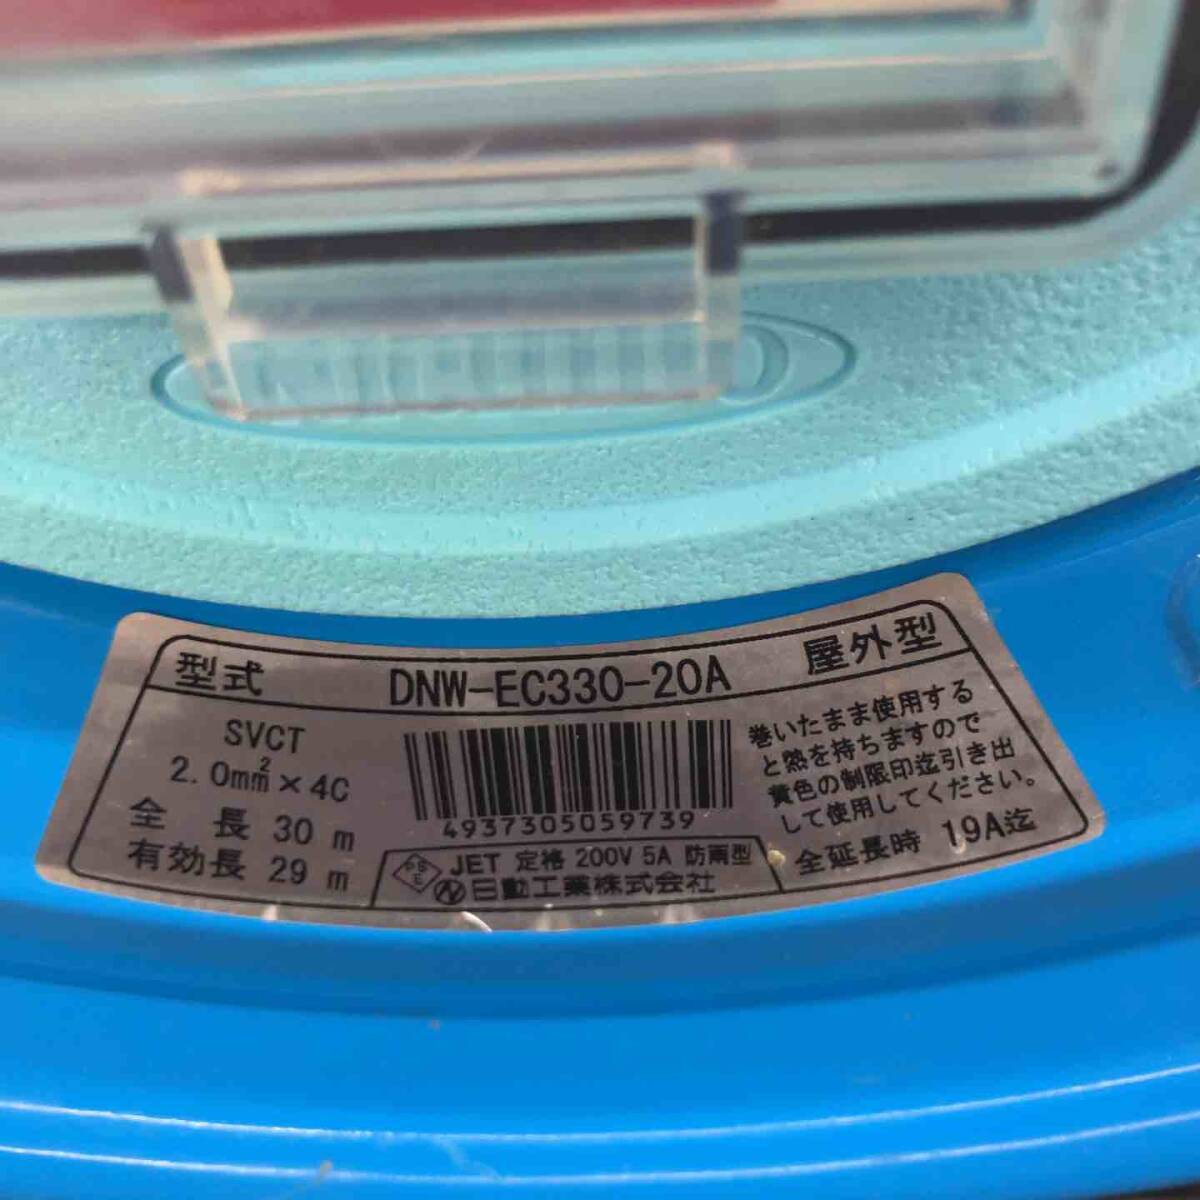 型式 DNW-EC330-20A 屋外型
SVCT
2.0mm²×4C
全長 30 m
有効長 29 m
4937305059739
PSE JET 定格 200V 5A 防雨型
N 日動工業株式会社
巻いたまま使用する
と熱を持ちますので
黄色の制限印迄引き出
して使用してください。
全延長時 19A迄